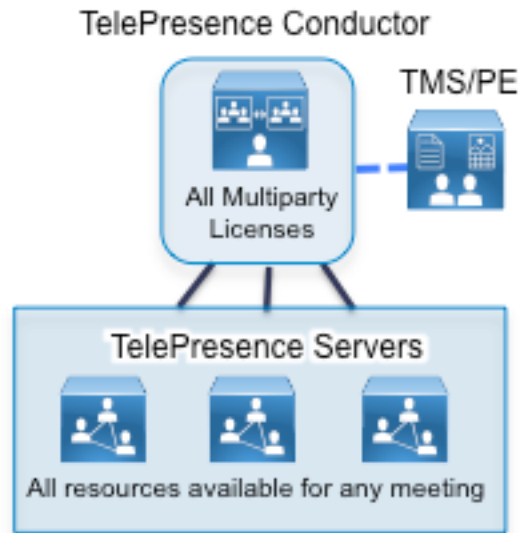 TelePresence Conductor
TMS/PE
All Multiparty
Licenses
TelePresence Servers
All resources available for any meeting